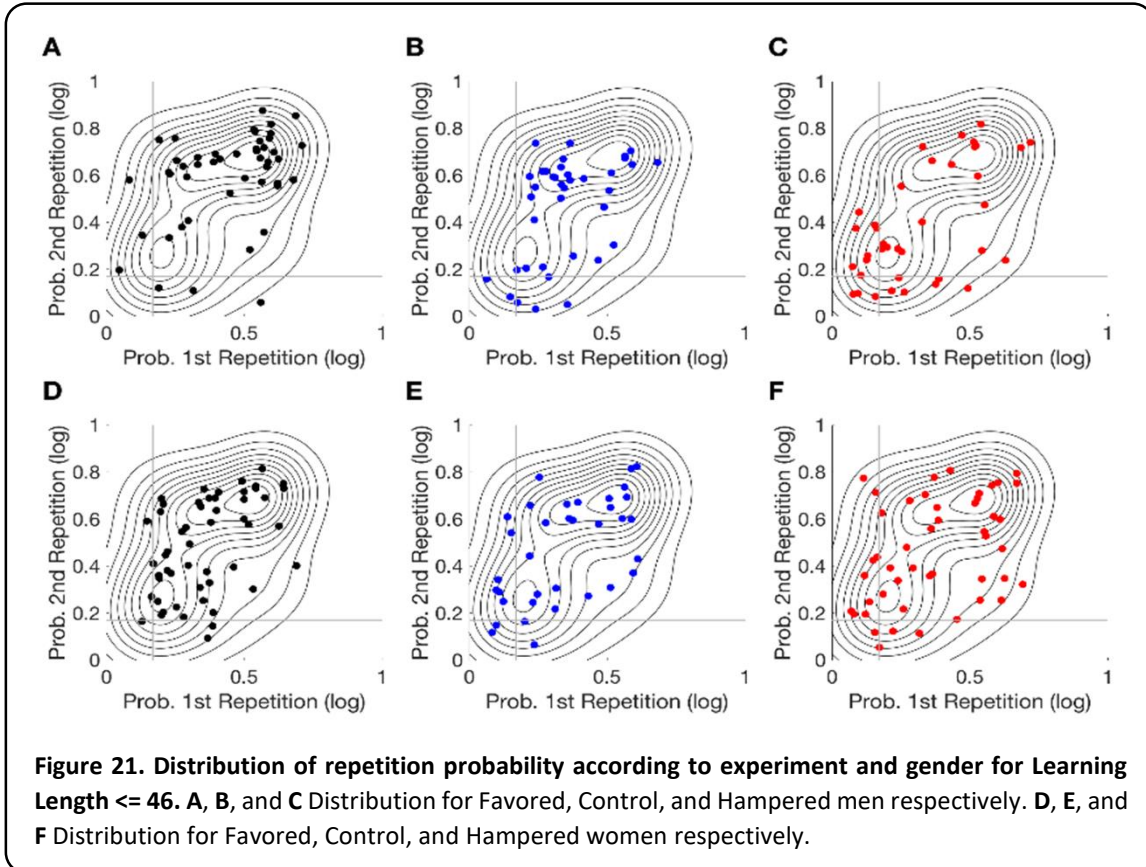 A
B
C
1
0.8
0.6
0.4
0.2
0
Prob. 2nd Repetition (log)
0
0.5
1
Prob. 1st Repetition (log)
1
0.8
0.6
0.4
0.2
0
Prob. 2nd Repetition (log)
0
0.5
1
Prob. 1st Repetition (log)
1
0.8
0.6
0.4
0.2
0
Prob. 2nd Repetition (log)
0
0.5
1
Prob. 1st Repetition (log)
D
E
F
1
0.8
0.6
0.4
0.2
0
Prob. 2nd Repetition (log)
0
0.5
1
Prob. 1st Repetition (log)
1
0.8
0.6
0.4
0.2
0
Prob. 2nd Repetition (log)
0
0.5
1
Prob. 1st Repetition (log)
1
0.8
0.6
0.4
0.2
0
Prob. 2nd Repetition (log)
0
0.5
1
Prob. 1st Repetition (log)
Figure 21. Distribution of repetition probability according to experiment and gender for Learning
Length <= 46. A, B, and C Distribution for Favored, Control, and Hampered men respectively. D, E, and
F Distribution for Favored, Control, and Hampered women respectively.